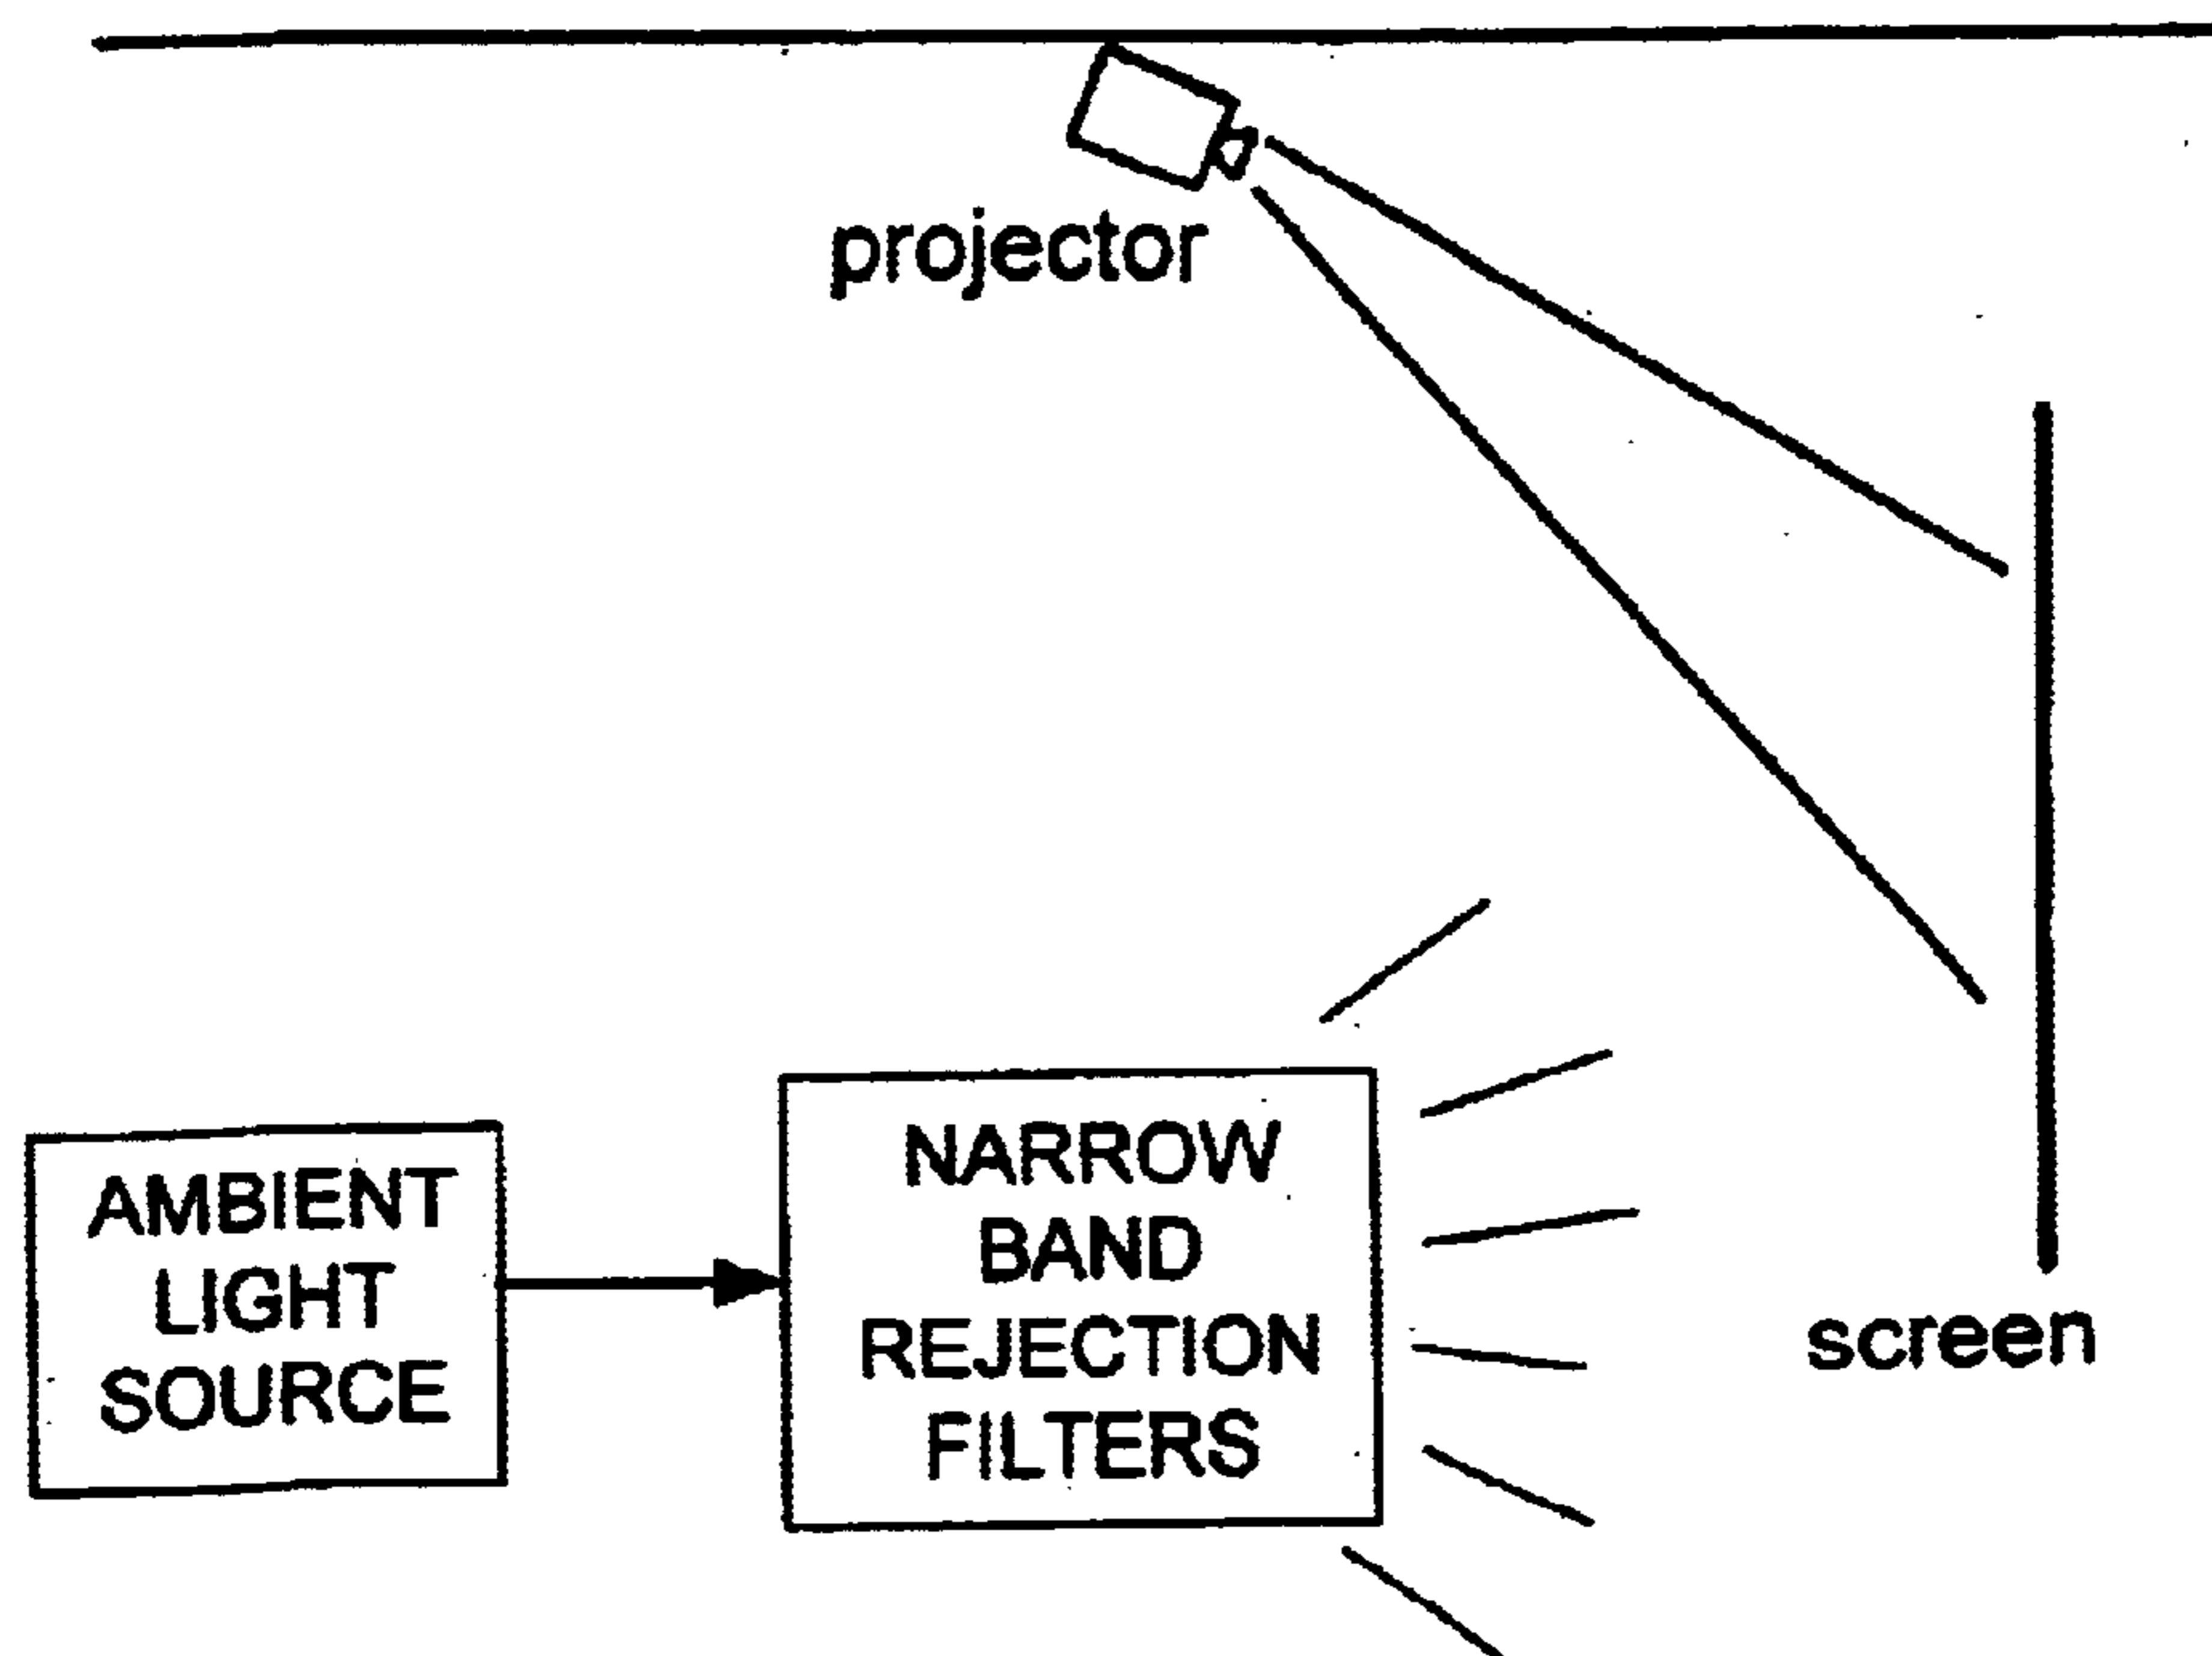 projector
AMBIENT
LIGHT
SOURCE
NARROW
BAND
REJECTION
FILTERS
screen